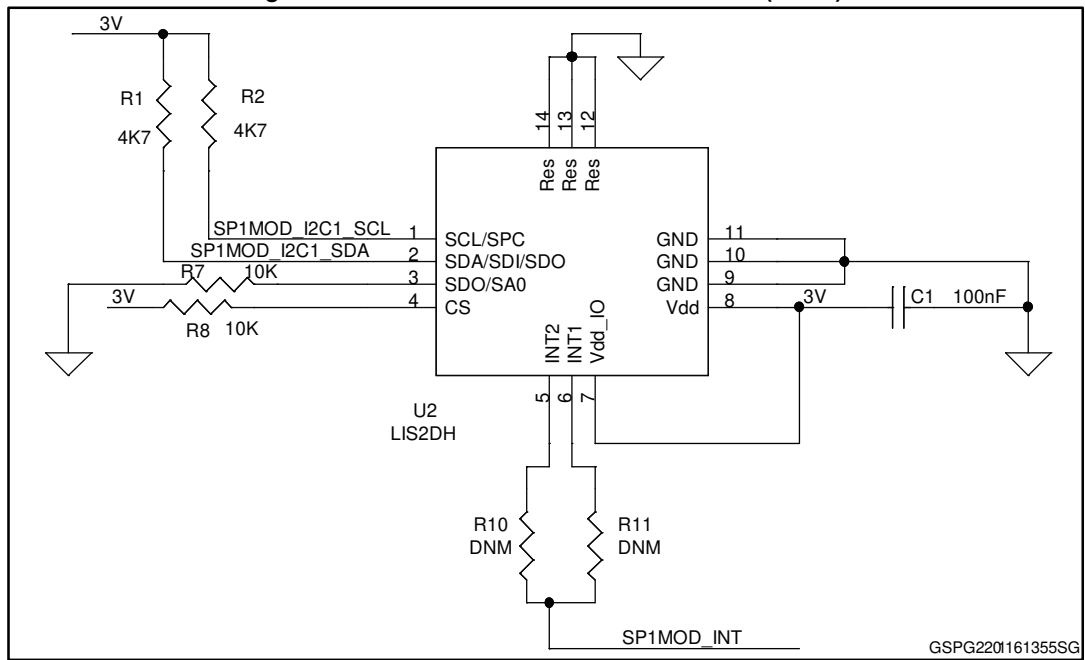 3V
R1
4K7
R2
4K7
14
13
12
Res
Res
Res
SP1MOD_I2C1_SCL
SP1MOD_I2C1_SDA
1
2
3
4
SCL/SPC
SDA/SDI/SDO
SDO/SA0
CS
GND
GND
GND
Vdd
11
10
9
8
R7
10K
3V
R8
10K
3V
C1
100nF
INT2
INT1
Vdd_IO
5
6
7
U2
LIS2DH
R10
DNM
R11
DNM
SP1MOD_INT
GSPG2201161355SG